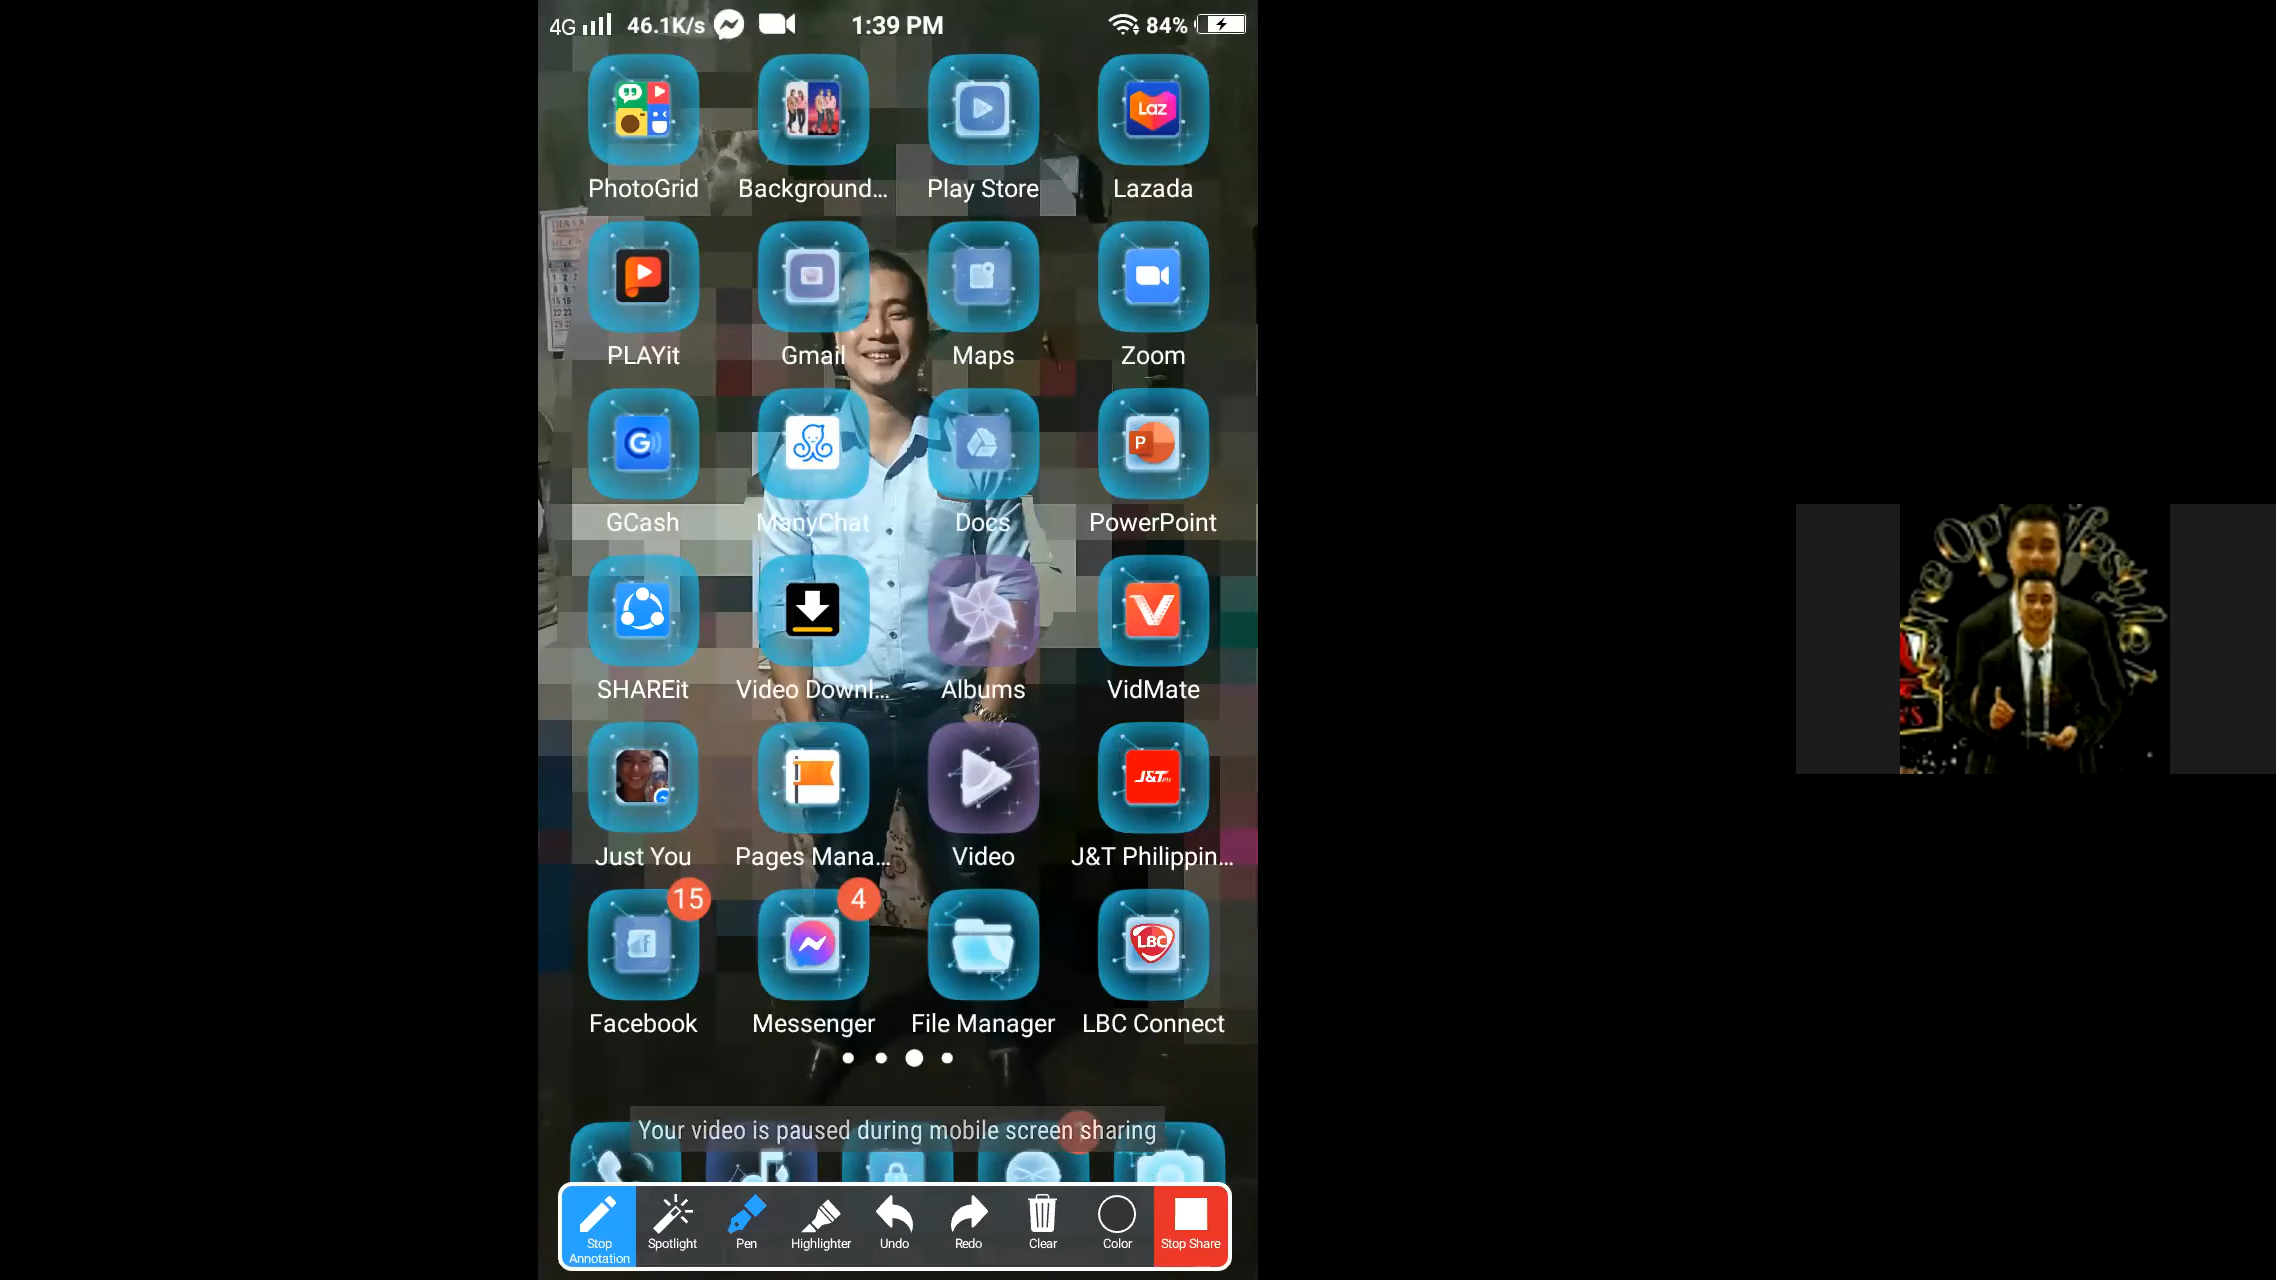 4G 46.1K/s 1:39 PM 84%
Laz
PhotoGrid Background... Play Store Lazada
PLAYit Gmail Maps Zoom
G P
GCash ManyChat Docs PowerPoint
SHAREit Video Downl... Albums VidMate
J&T
Just You Pages Mana... Video J&T Philippin...
15 4
f LBC
Facebook Messenger File Manager LBC Connect
Your video is paused during mobile screen sharing
Stop Annotation Spotlight Pen Highlighter Undo Redo Clear Color Stop Share